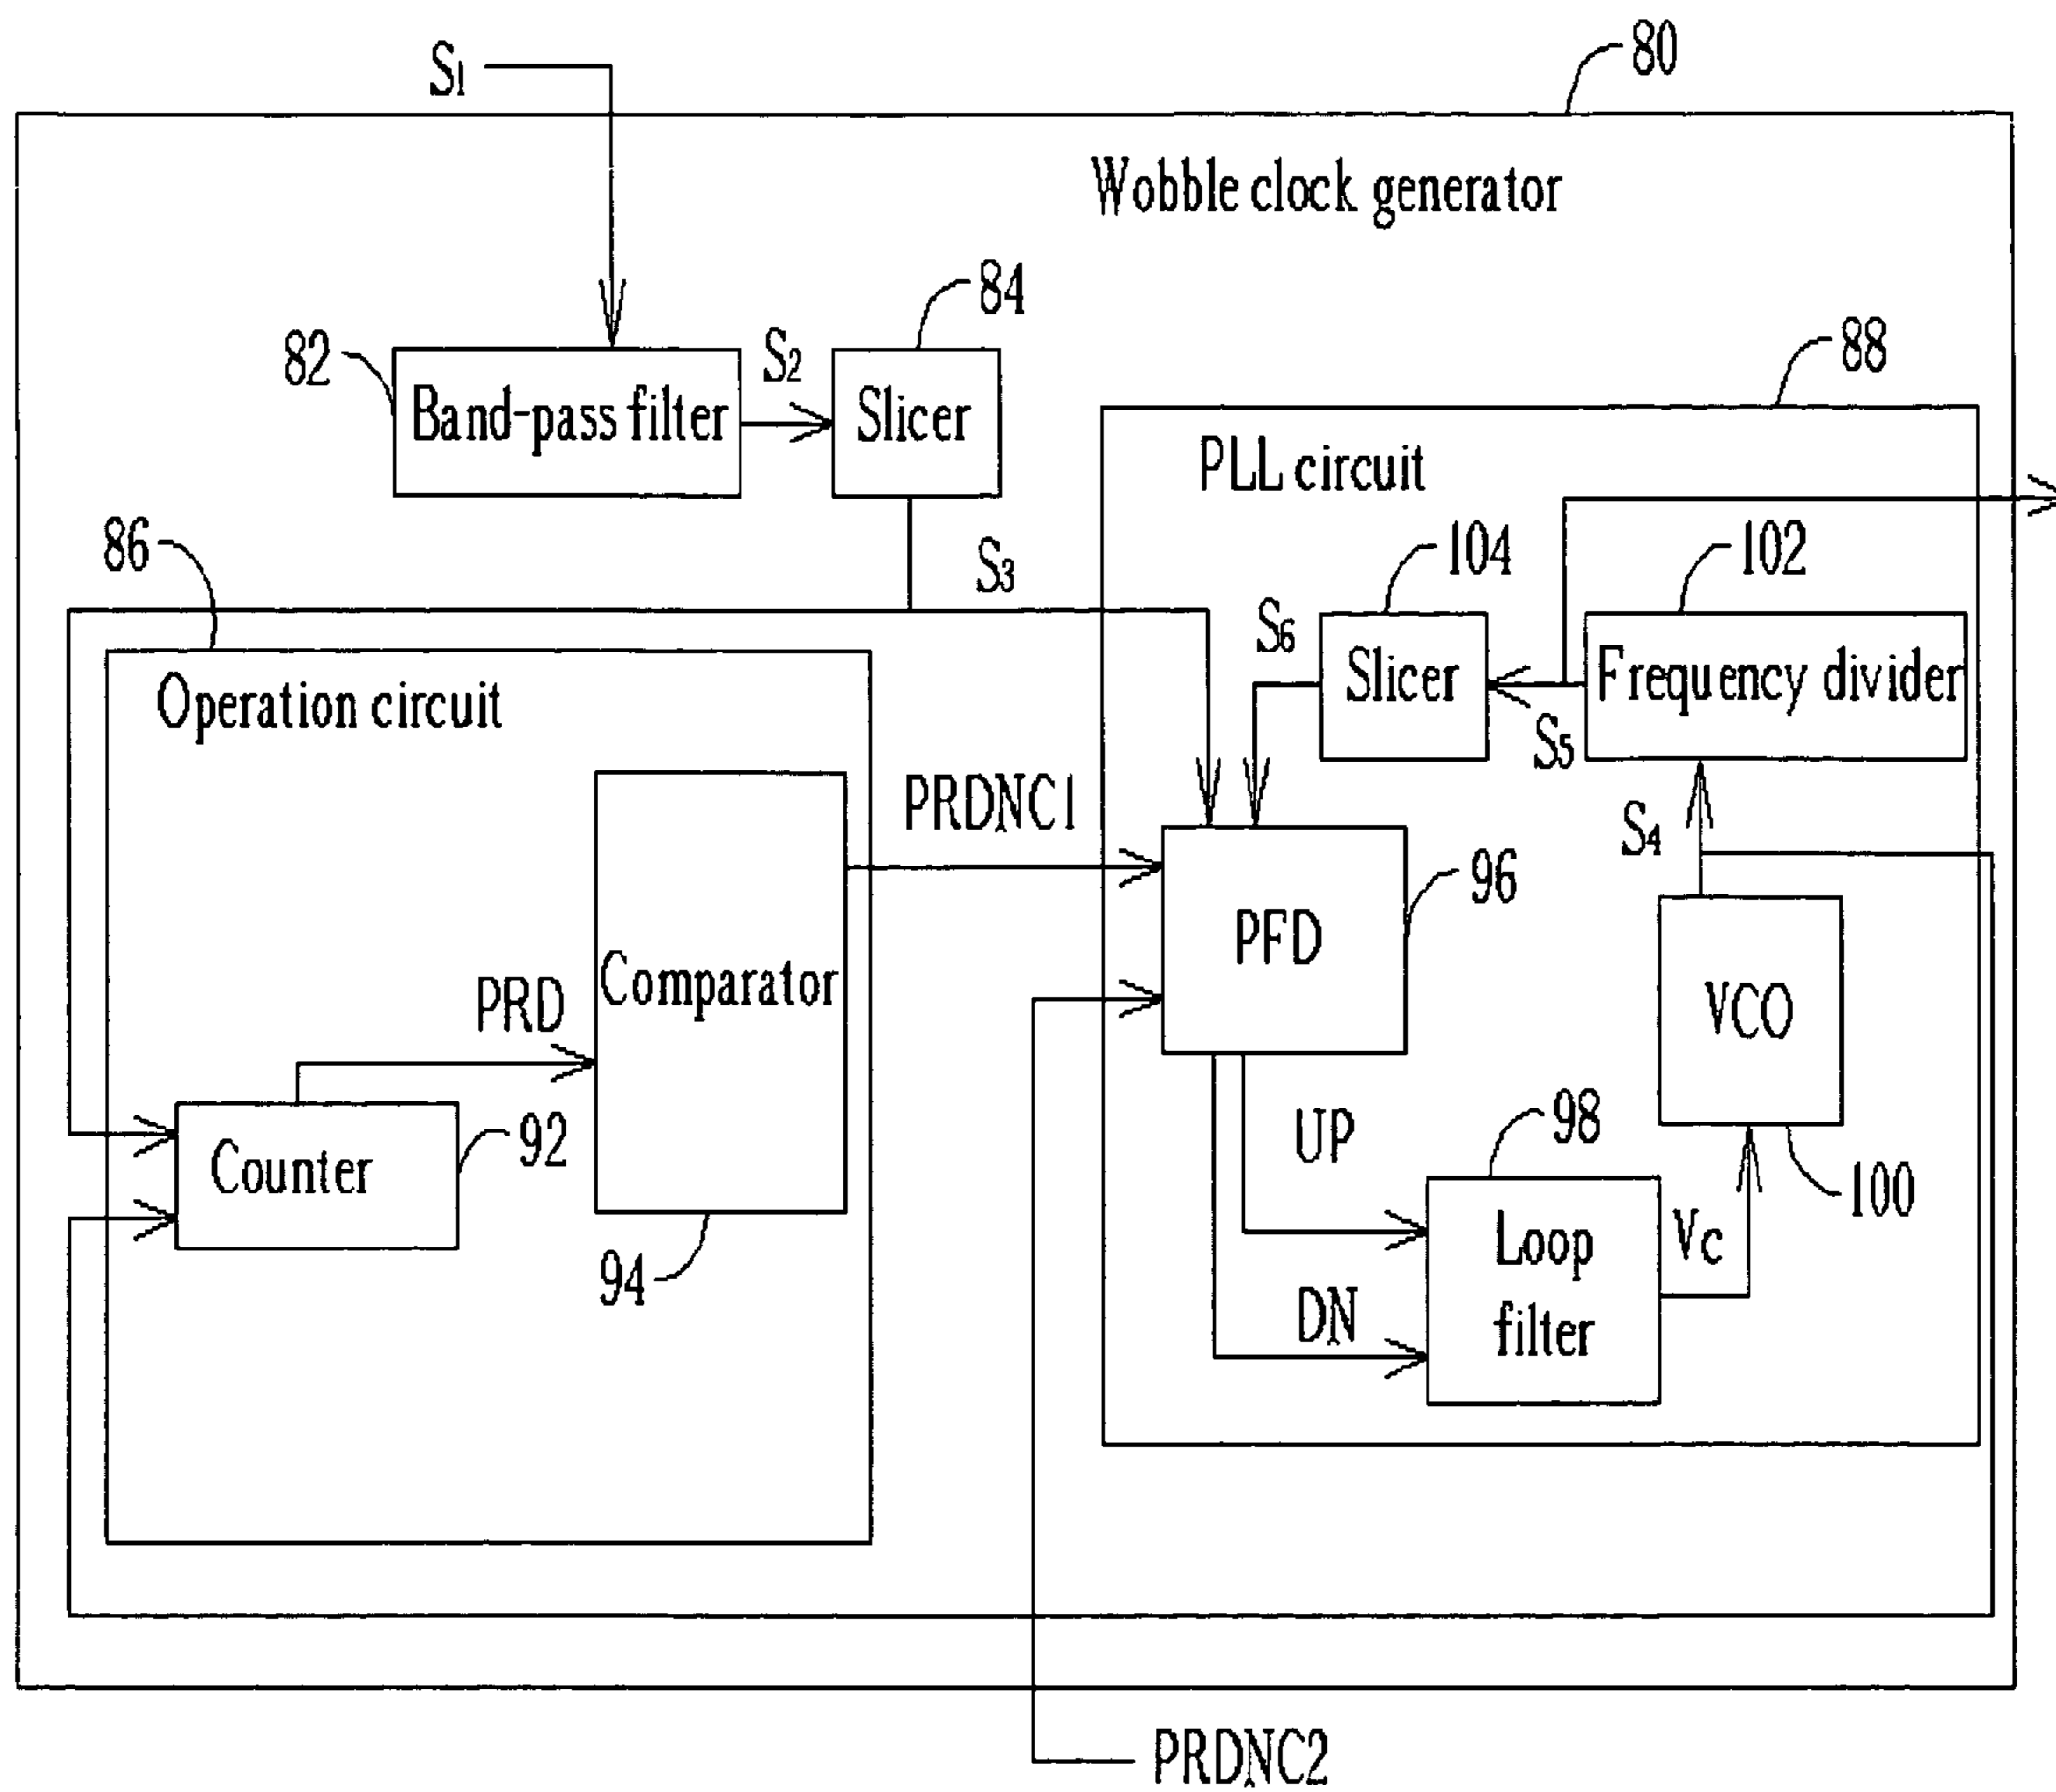 80
S1
Wobble clock generator
84
82
S2
88
Band-pass filter
Slicer
PLL circuit
86
S3
104
102
S6
Slicer
Frequency divider
S5
Operation circuit
PRDNC1
S4
96
PFD
Comparator
PRD
VCO
UP
98
92
Counter
100
Loop
filter
Vc
94
DN
PRDNC2